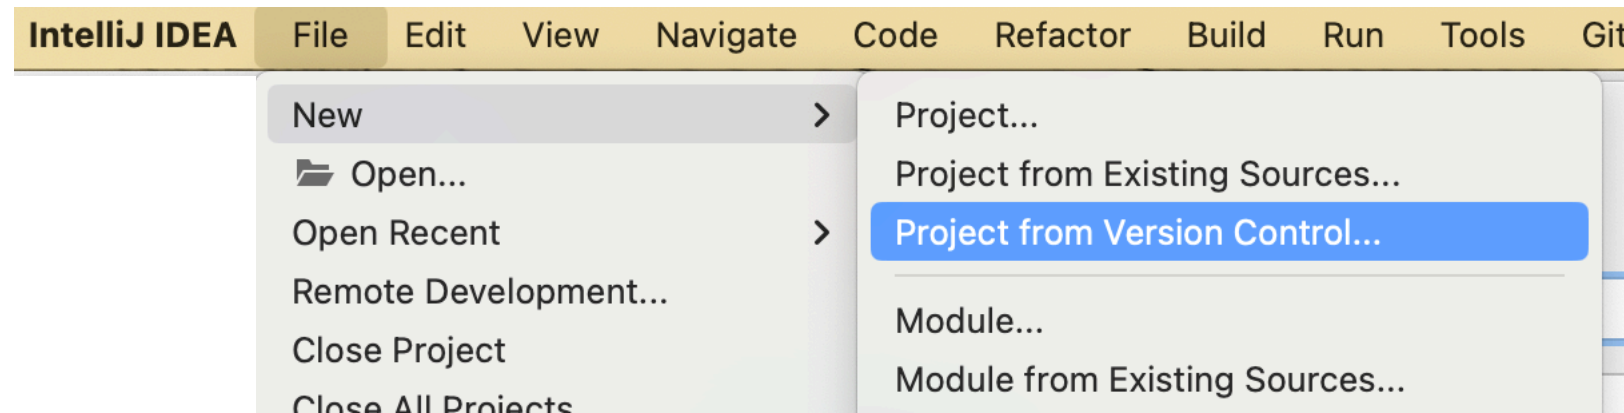 IntelliJ IDEA File Edit View Navigate Code Refactor Build Run Tools Git
New
Open...
Open Recent
Remote Development...
Close Project
Close All Projects
Project...
Project from Existing Sources...
Project from Version Control...
Module...
Module from Existing Sources...